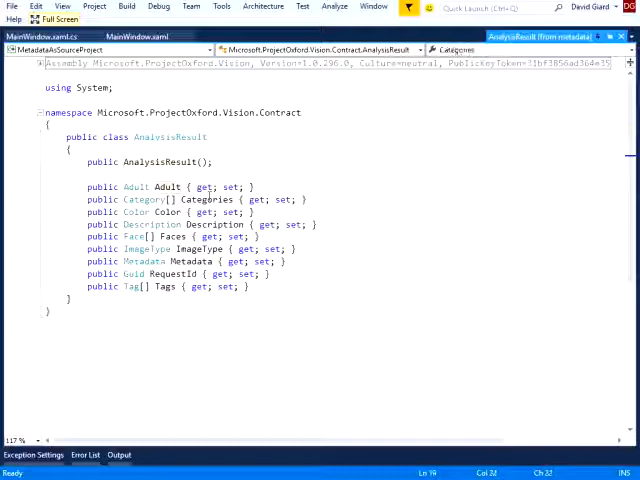 File Edit View Project Build Debug Team Tools Architecture Test Analyze Window Quick Launch (Ctrl+Q) David Giard DG
Help Full Screen
MainWindow.xaml.cs MainWindow.xaml AnalysisResult [from metadata]
MetadataAsSourceProject Microsoft.ProjectOxford.Vision.Contract.AnalysisResult Categories
Assembly Microsoft.ProjectOxford.Vision, Version=1.0.296.0, Culture=neutral, PublicKeyToken=31bf3856ad364e35
using System;
namespace Microsoft.ProjectOxford.Vision.Contract
{
public class AnalysisResult
{
public AnalysisResult();
public Adult Adult { get; set; }
public Category[] Categories { get; set; }
public Color Color { get; set; }
public Description Description { get; set; }
public Face[] Faces { get; set; }
public ImageType ImageType { get; set; }
public Metadata Metadata { get; set; }
public Guid RequestId { get; set; }
public Tag[] Tags { get; set; }
}
}
117 %
Exception Settings Error List Output
Ready Ln 19 Col 32 Ch 32 INS